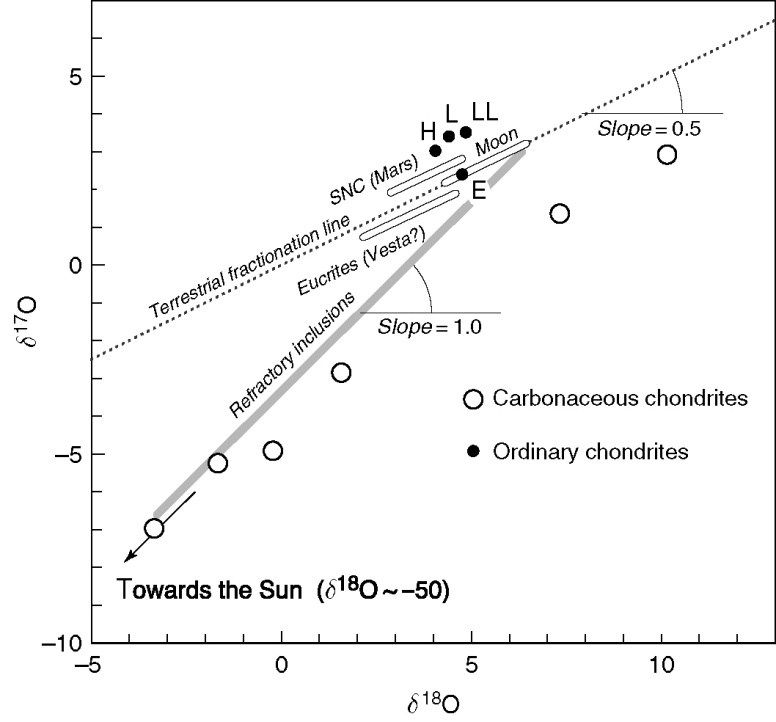 5
0
−5
−10
−5
0
5
10
δ17O
δ18O
H
L
LL
E
Moon
SNC (Mars)
Terrestrial fractionation line
Eucrites (Vesta?)
Refractory inclusions
Slope = 0.5
Slope = 1.0
Carbonaceous chondrites
Ordinary chondrites
Towards the Sun (δ18O ~ −50)